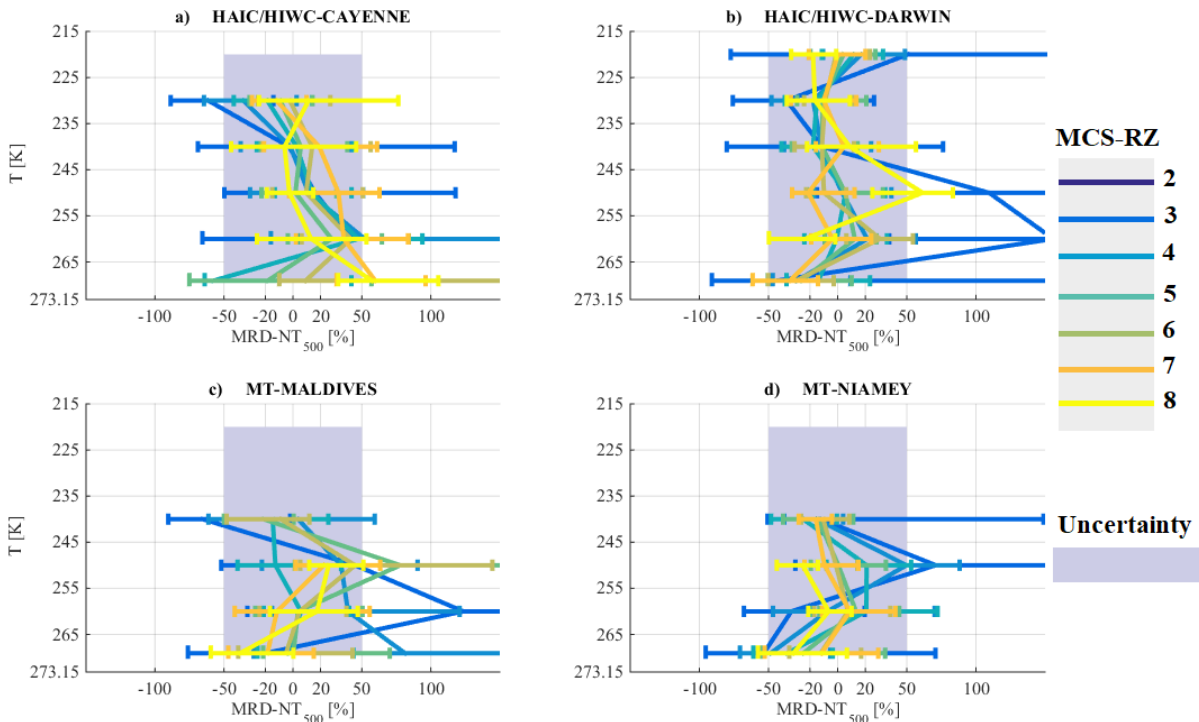 a) HAIC/HIWC-CAYENNE
215
225
235
245
255
265
273.15
T [K]
-100 -50 -20 0 20 50 100
MRD-NT500 [%]
b) HAIC/HIWC-DARWIN
215
225
235
245
255
265
273.15
-100 -50 -20 0 20 50 100
MRD-NT500 [%]
MCS-RZ
2
3
4
5
6
7
8
Uncertainty
c) MT-MALDIVES
215
225
235
245
255
265
273.15
T [K]
-100 -50 -20 0 20 50 100
MRD-NT500 [%]
d) MT-NIAMEY
215
225
235
245
255
265
273.15
-100 -50 -20 0 20 50 100
MRD-NT500 [%]